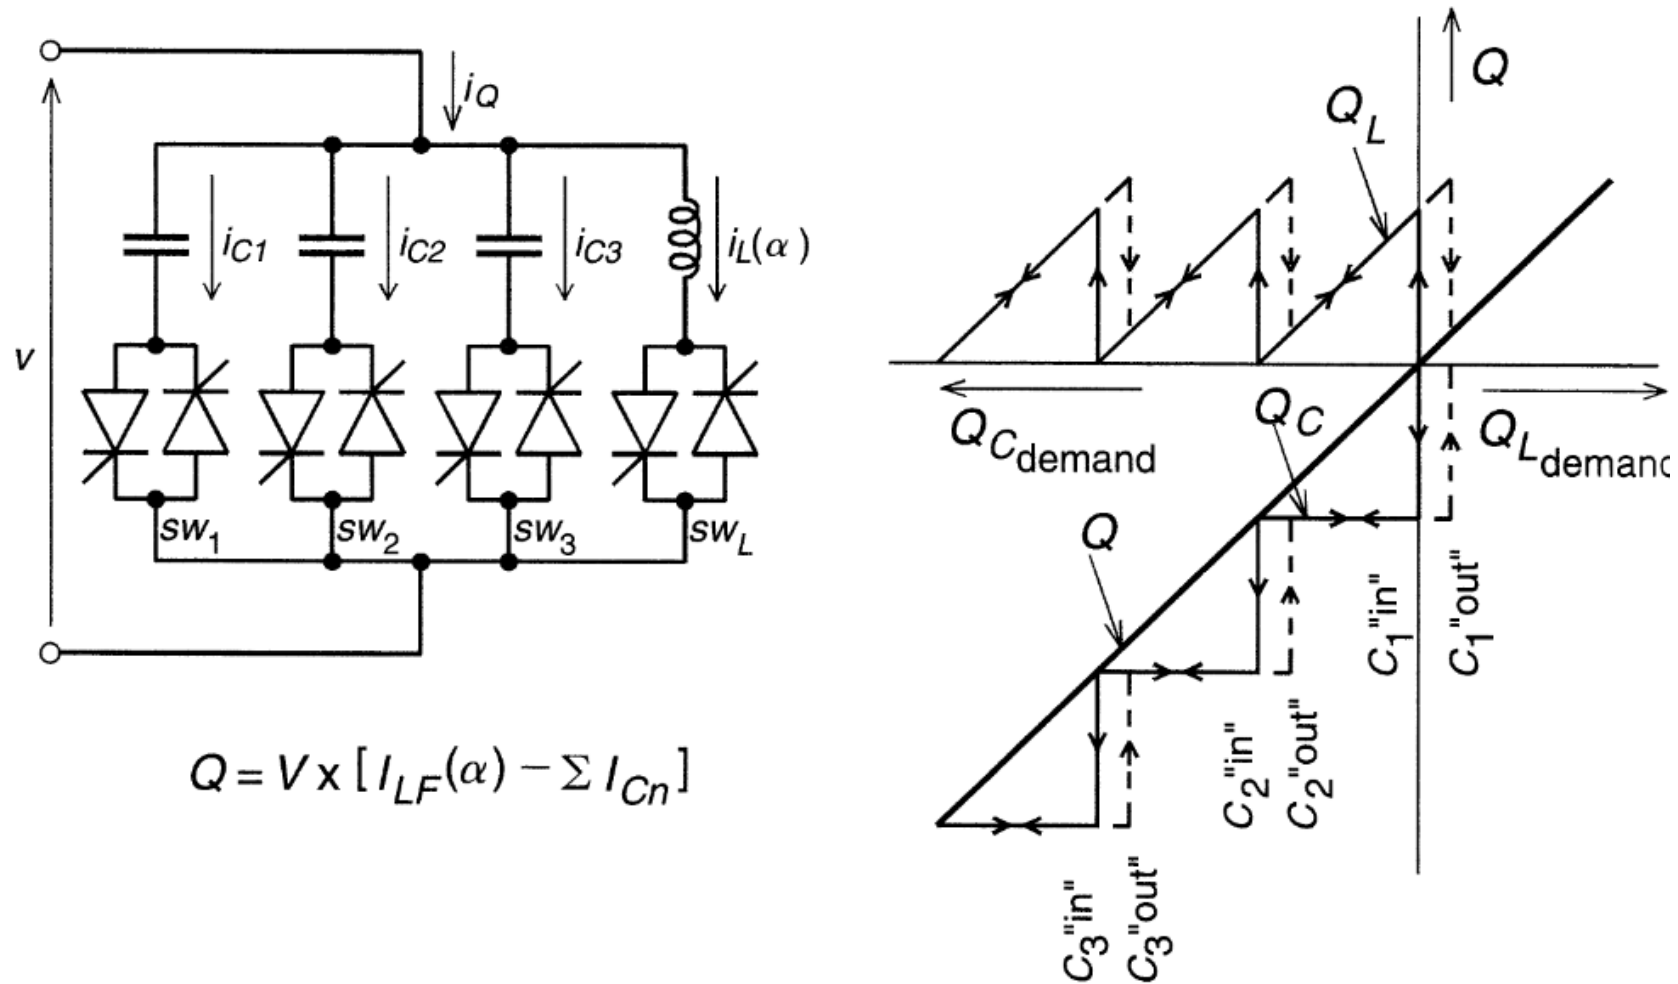 v
i_Q
i_C1
i_C2
i_C3
i_L(α)
sw_1
sw_2
sw_3
sw_L
Q = V x [ I_LF(α) − Σ I_Cn ]
Q
Q_L
Q_C demand
Q_C
Q_L demand
Q
C_1 "in"
C_1 "out"
C_2 "in"
C_2 "out"
C_3 "in"
C_3 "out"